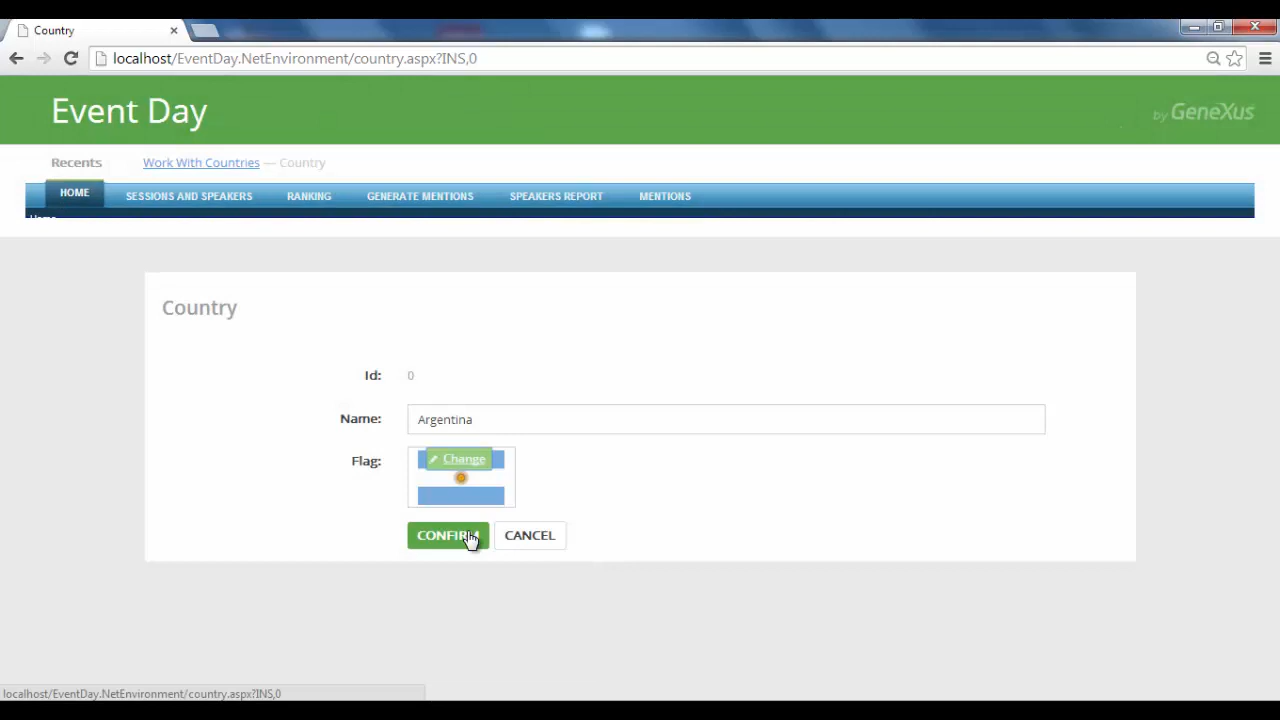 Country
localhost/EventDay.NetEnvironment/country.aspx?INS,0
Event Day
by GeneXus
Recents Work With Countries — Country
HOME SESSIONS AND SPEAKERS RANKING GENERATE MENTIONS SPEAKERS REPORT MENTIONS
Home
Country
Id: 0
Name: Argentina
Flag: Change
CONFIRM CANCEL
localhost/EventDay.NetEnvironment/country.aspx?INS,0